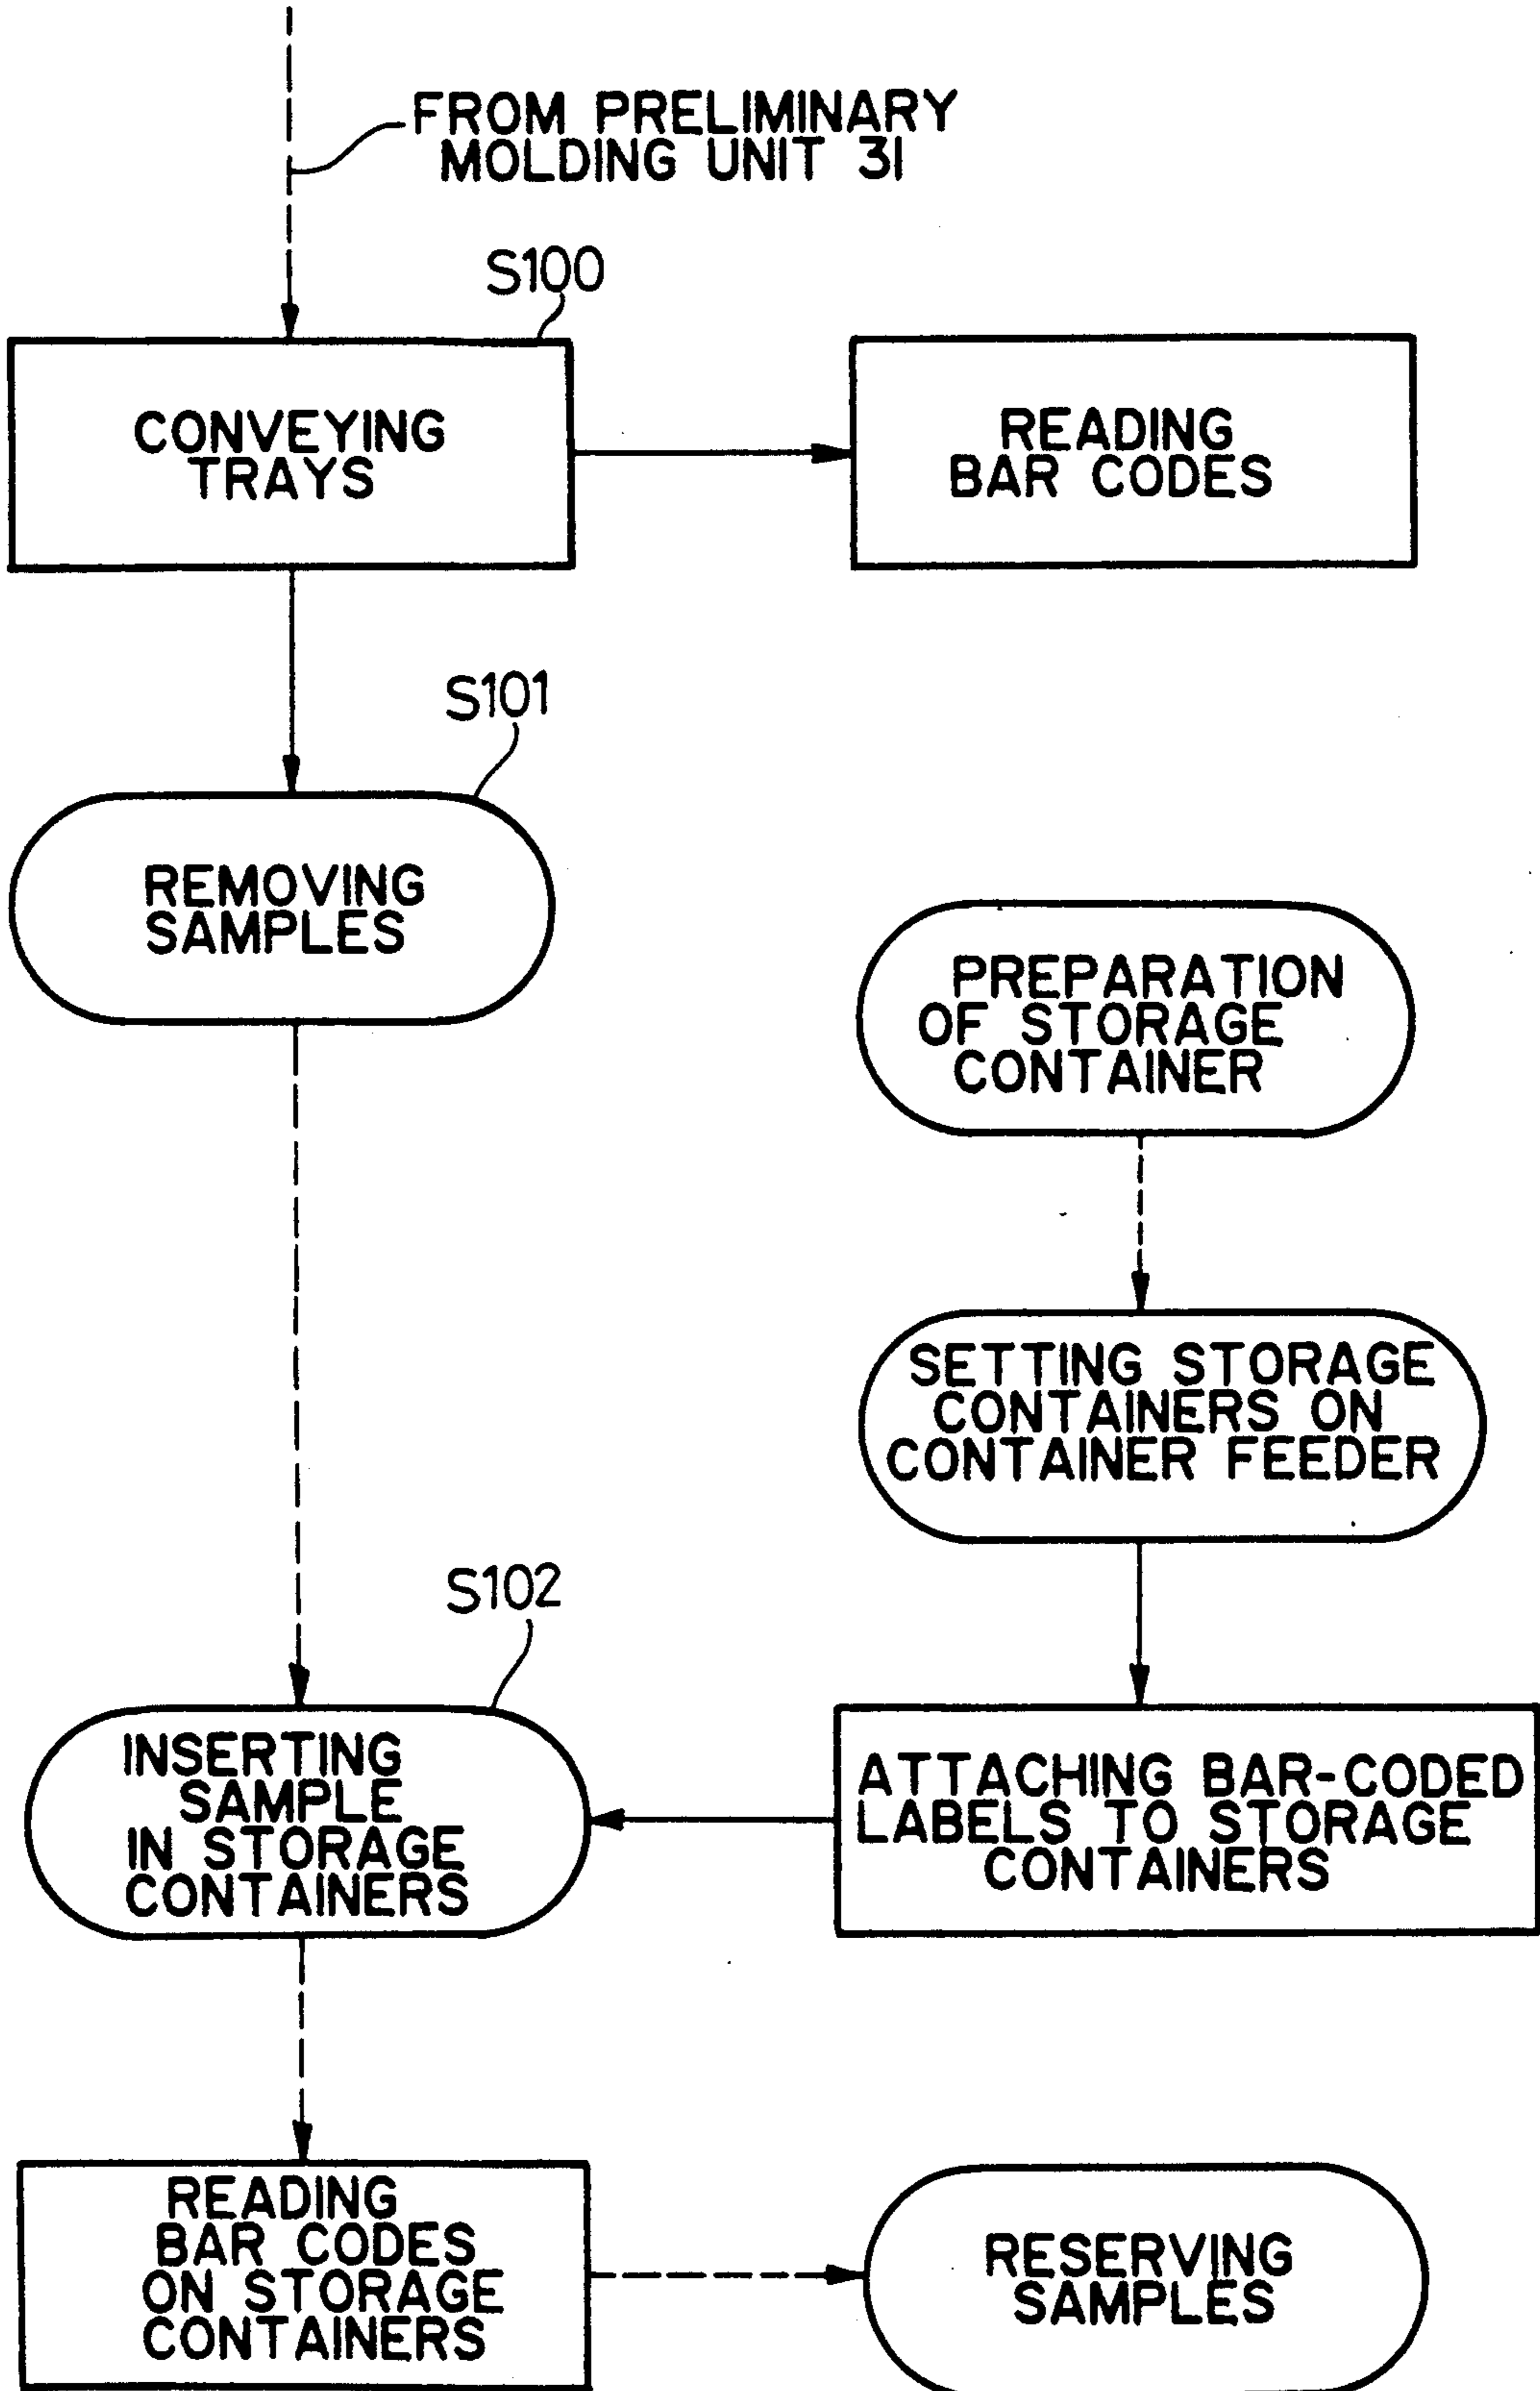 FROM PRELIMINARY
MOLDING UNIT 31
S100
CONVEYING
TRAYS
READING
BAR CODES
S101
REMOVING
SAMPLES
PREPARATION
OF STORAGE
CONTAINER
SETTING STORAGE
CONTAINERS ON
CONTAINER FEEDER
S102
INSERTING
SAMPLE
IN STORAGE
CONTAINERS
ATTACHING BAR-CODED
LABELS TO STORAGE
CONTAINERS
READING
BAR CODES
ON STORAGE
CONTAINERS
RESERVING
SAMPLES